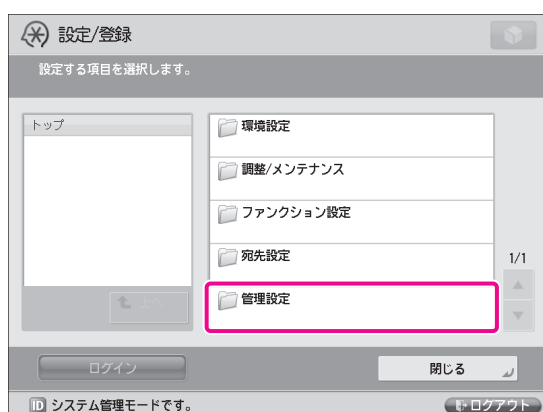 設定/登録
設定する項目を選択します。
トップ
環境設定
調整/メンテナンス
ファンクション設定
宛先設定
管理設定
1/1
上へ
ログイン
閉じる
ID システム管理モードです。
ログアウト